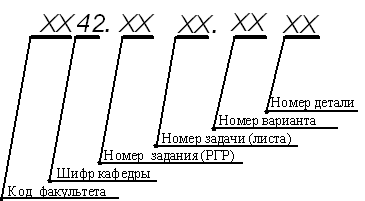 XX42. XX XX. XX XX
Номер детали
Номер варианта
Номер задачи (листа)
Номер задания (РГР)
Шифр кафедры
Код факультета